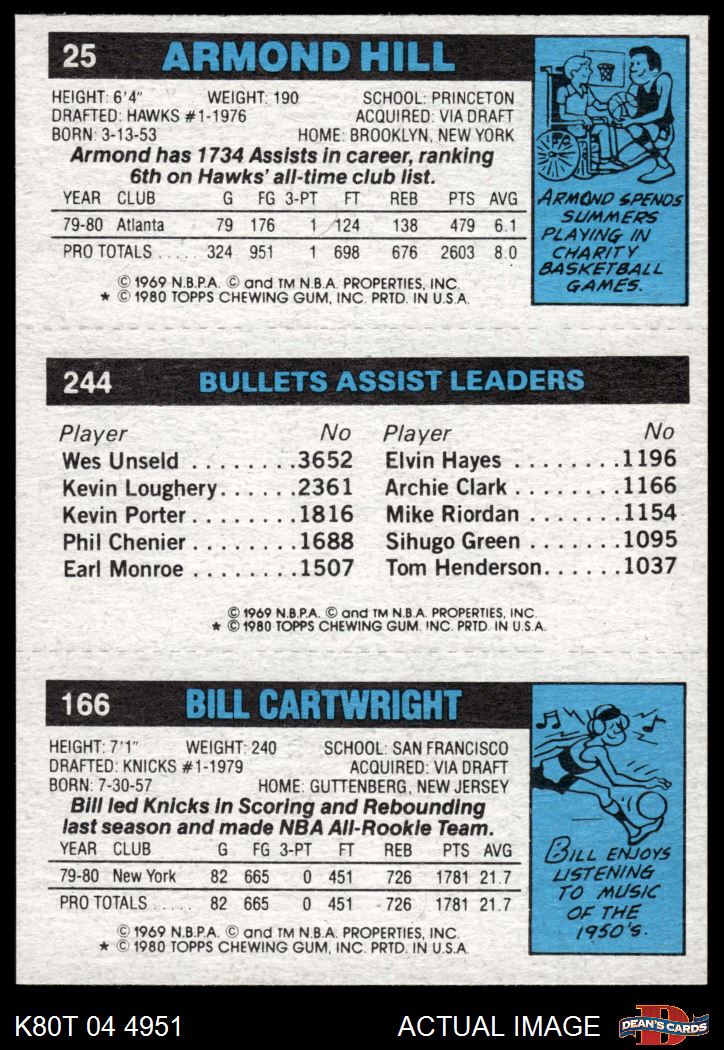 25 ARMOND HILL
HEIGHT: 6'4" WEIGHT: 190 SCHOOL: PRINCETON
DRAFTED: HAWKS #1-1976 ACQUIRED: VIA DRAFT
BORN: 3-13-53 HOME: BROOKLYN, NEW YORK
Armond has 1734 Assists in career, ranking
6th on Hawks' all-time club list.
YEAR CLUB G FG 3-PT FT REB PTS AVG
79-80 Atlanta 79 176 1 124 138 479 6.1
PRO TOTALS ..... 324 951 1 698 676 2603 8.0
© 1969 N.B.P.A. © and TM N.B.A. PROPERTIES, INC.
* © 1980 TOPPS CHEWING GUM, INC. PRTD. IN U.S.A.
ARMOND SPENDS
SUMMERS
PLAYING IN
CHARITY
BASKETBALL
GAMES.
244 BULLETS ASSIST LEADERS
Player No Player No
Wes Unseld ........3652 Elvin Hayes ........1196
Kevin Loughery......2361 Archie Clark ........1166
Kevin Porter........1816 Mike Riordan .......1154
Phil Chenier ........1688 Sihugo Green .......1095
Earl Monroe ........1507 Tom Henderson......1037
© 1969 N.B.P.A. © and TM N.B.A. PROPERTIES, INC.
* © 1980 TOPPS CHEWING GUM. INC. PRTD. IN U.S.A.
166 BILL CARTWRIGHT
HEIGHT: 7'1" WEIGHT: 240 SCHOOL: SAN FRANCISCO
DRAFTED: KNICKS #1-1979 ACQUIRED: VIA DRAFT
BORN: 7-30-57 HOME: GUTTENBERG, NEW JERSEY
Bill led Knicks in Scoring and Rebounding
last season and made NBA All-Rookie Team.
YEAR CLUB G FG 3-PT FT REB PTS AVG
79-80 New York 82 665 0 451 726 1781 21.7
PRO TOTALS ..... 82 665 0 451 726 1781 21.7
© 1969 N.B.P.A. © and TM N.B.A. PROPERTIES, INC.
* © 1980 TOPPS CHEWING GUM, INC. PRTD. IN U.S.A.
BILL ENJOYS
LISTENING
TO MUSIC
OF THE
1950'S.
K80T 04 4951 ACTUAL IMAGE DEAN'S CARDS